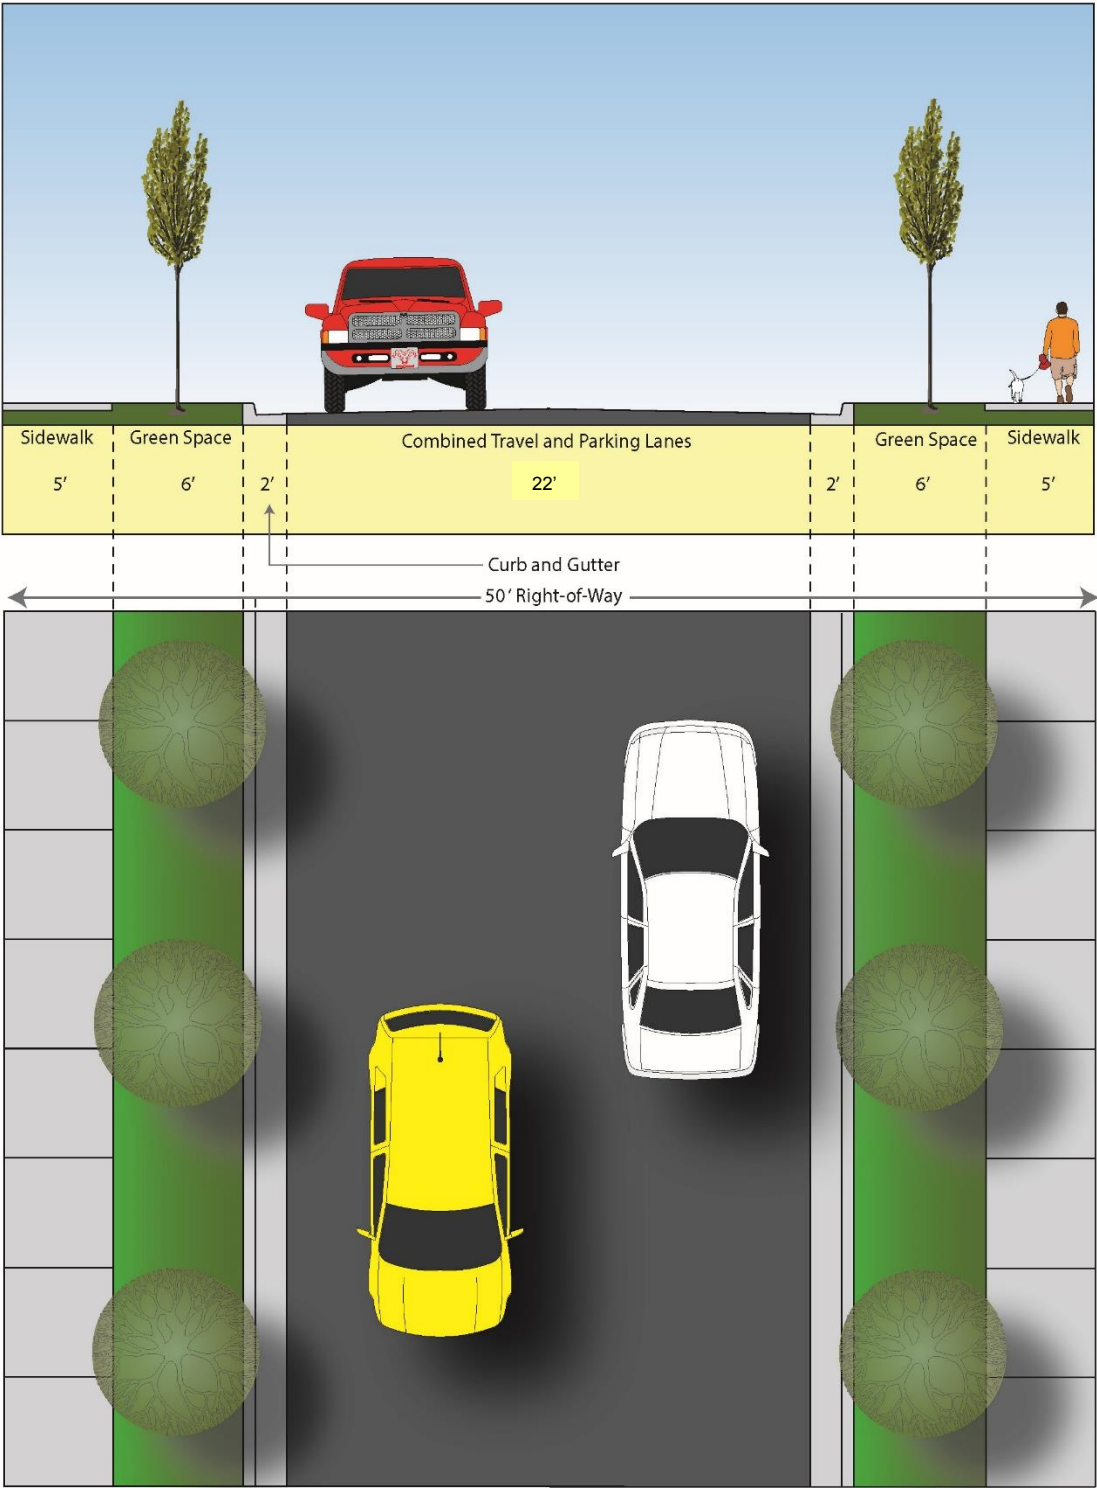 Sidewalk Green Space Combined Travel and Parking Lanes Green Space Sidewalk
5’ 6’ 2’ 22’ 2’ 6’ 5’
Curb and Gutter
50’ Right-of-Way